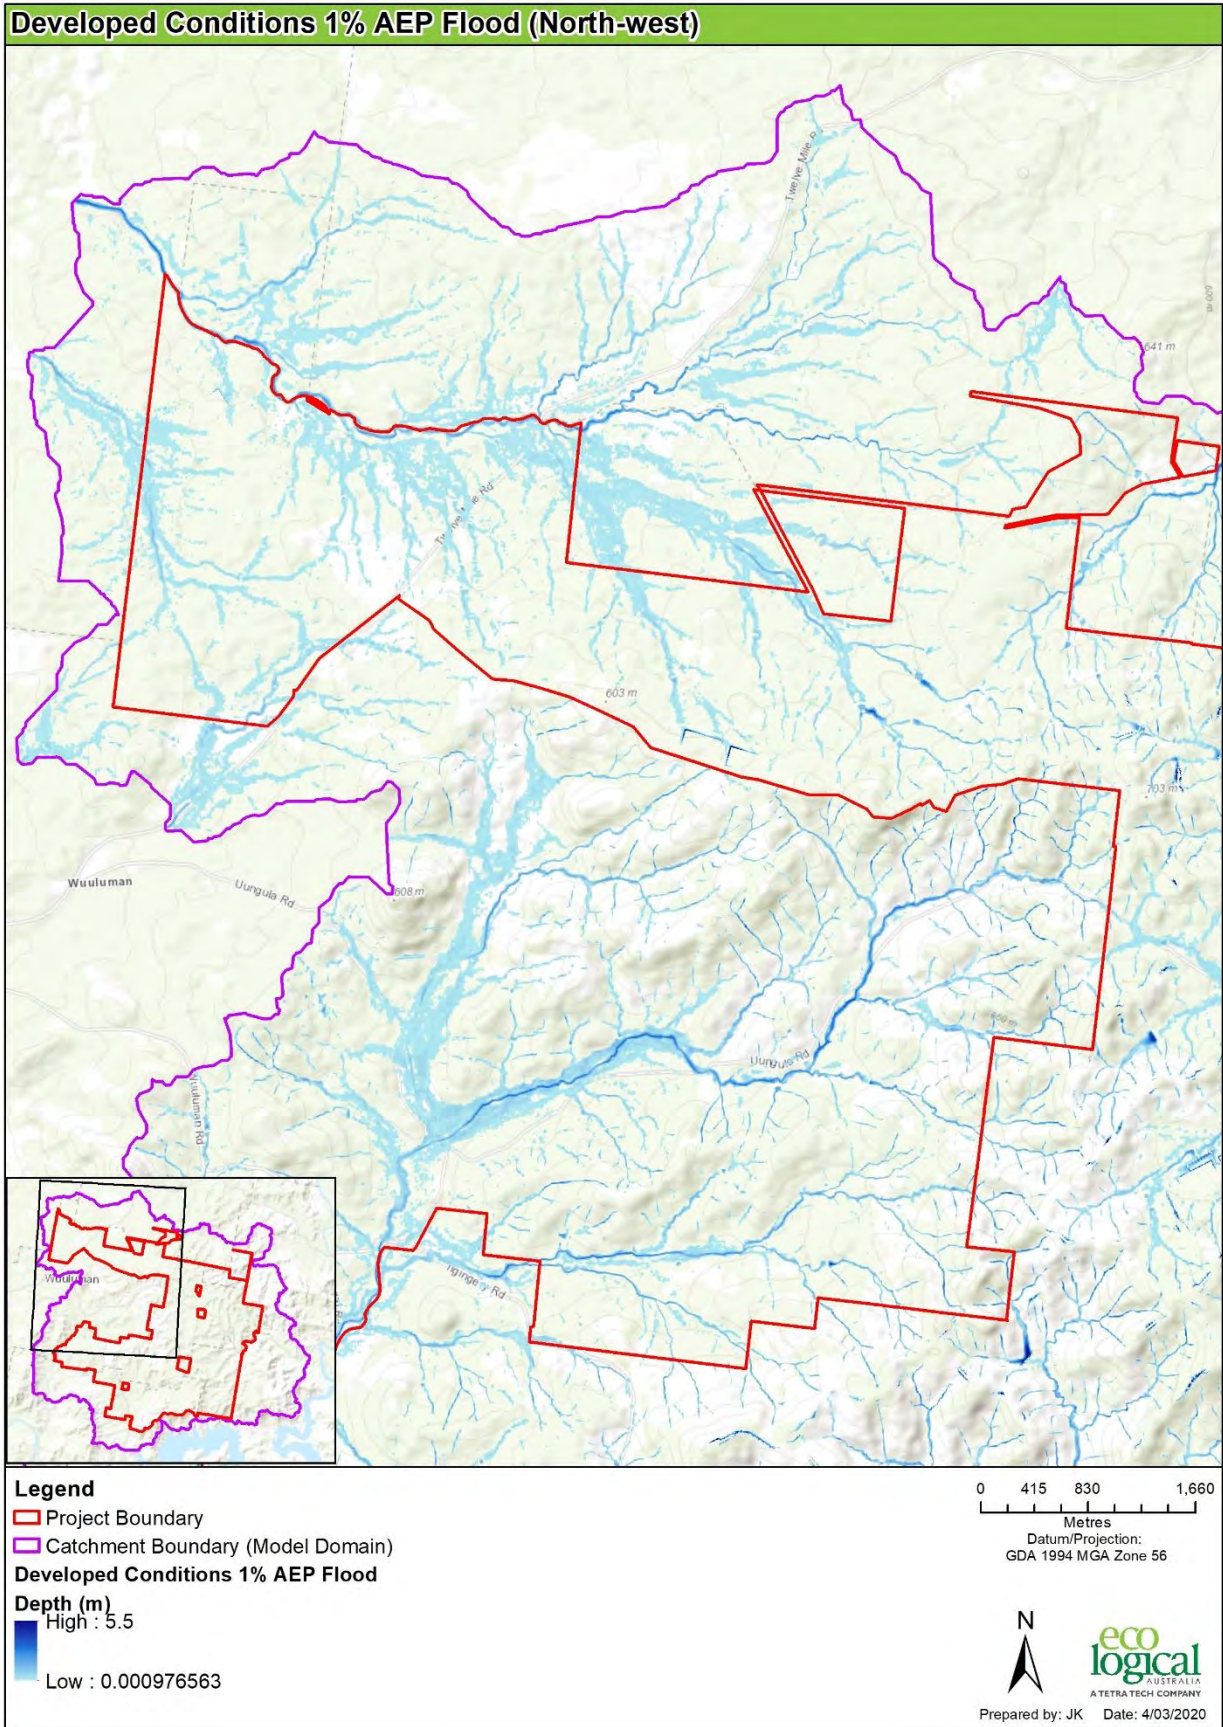 Developed Conditions 1% AEP Flood (North-west)
Twelve Mile R
600 m
641 m
603 m
703 m
Wuuluman
Uungula Rd
608 m
Uungula Rd
650 m
Wuuluman Rd
Wuuluman
Legend
Project Boundary
Catchment Boundary (Model Domain)
Developed Conditions 1% AEP Flood
Depth (m)
High : 5.5
Low : 0.000976563
0 415 830 1,660
Metres
Datum/Projection:
GDA 1994 MGA Zone 56
N
eco
logical
AUSTRALIA
A TETRA TECH COMPANY
Prepared by: JK Date: 4/03/2020